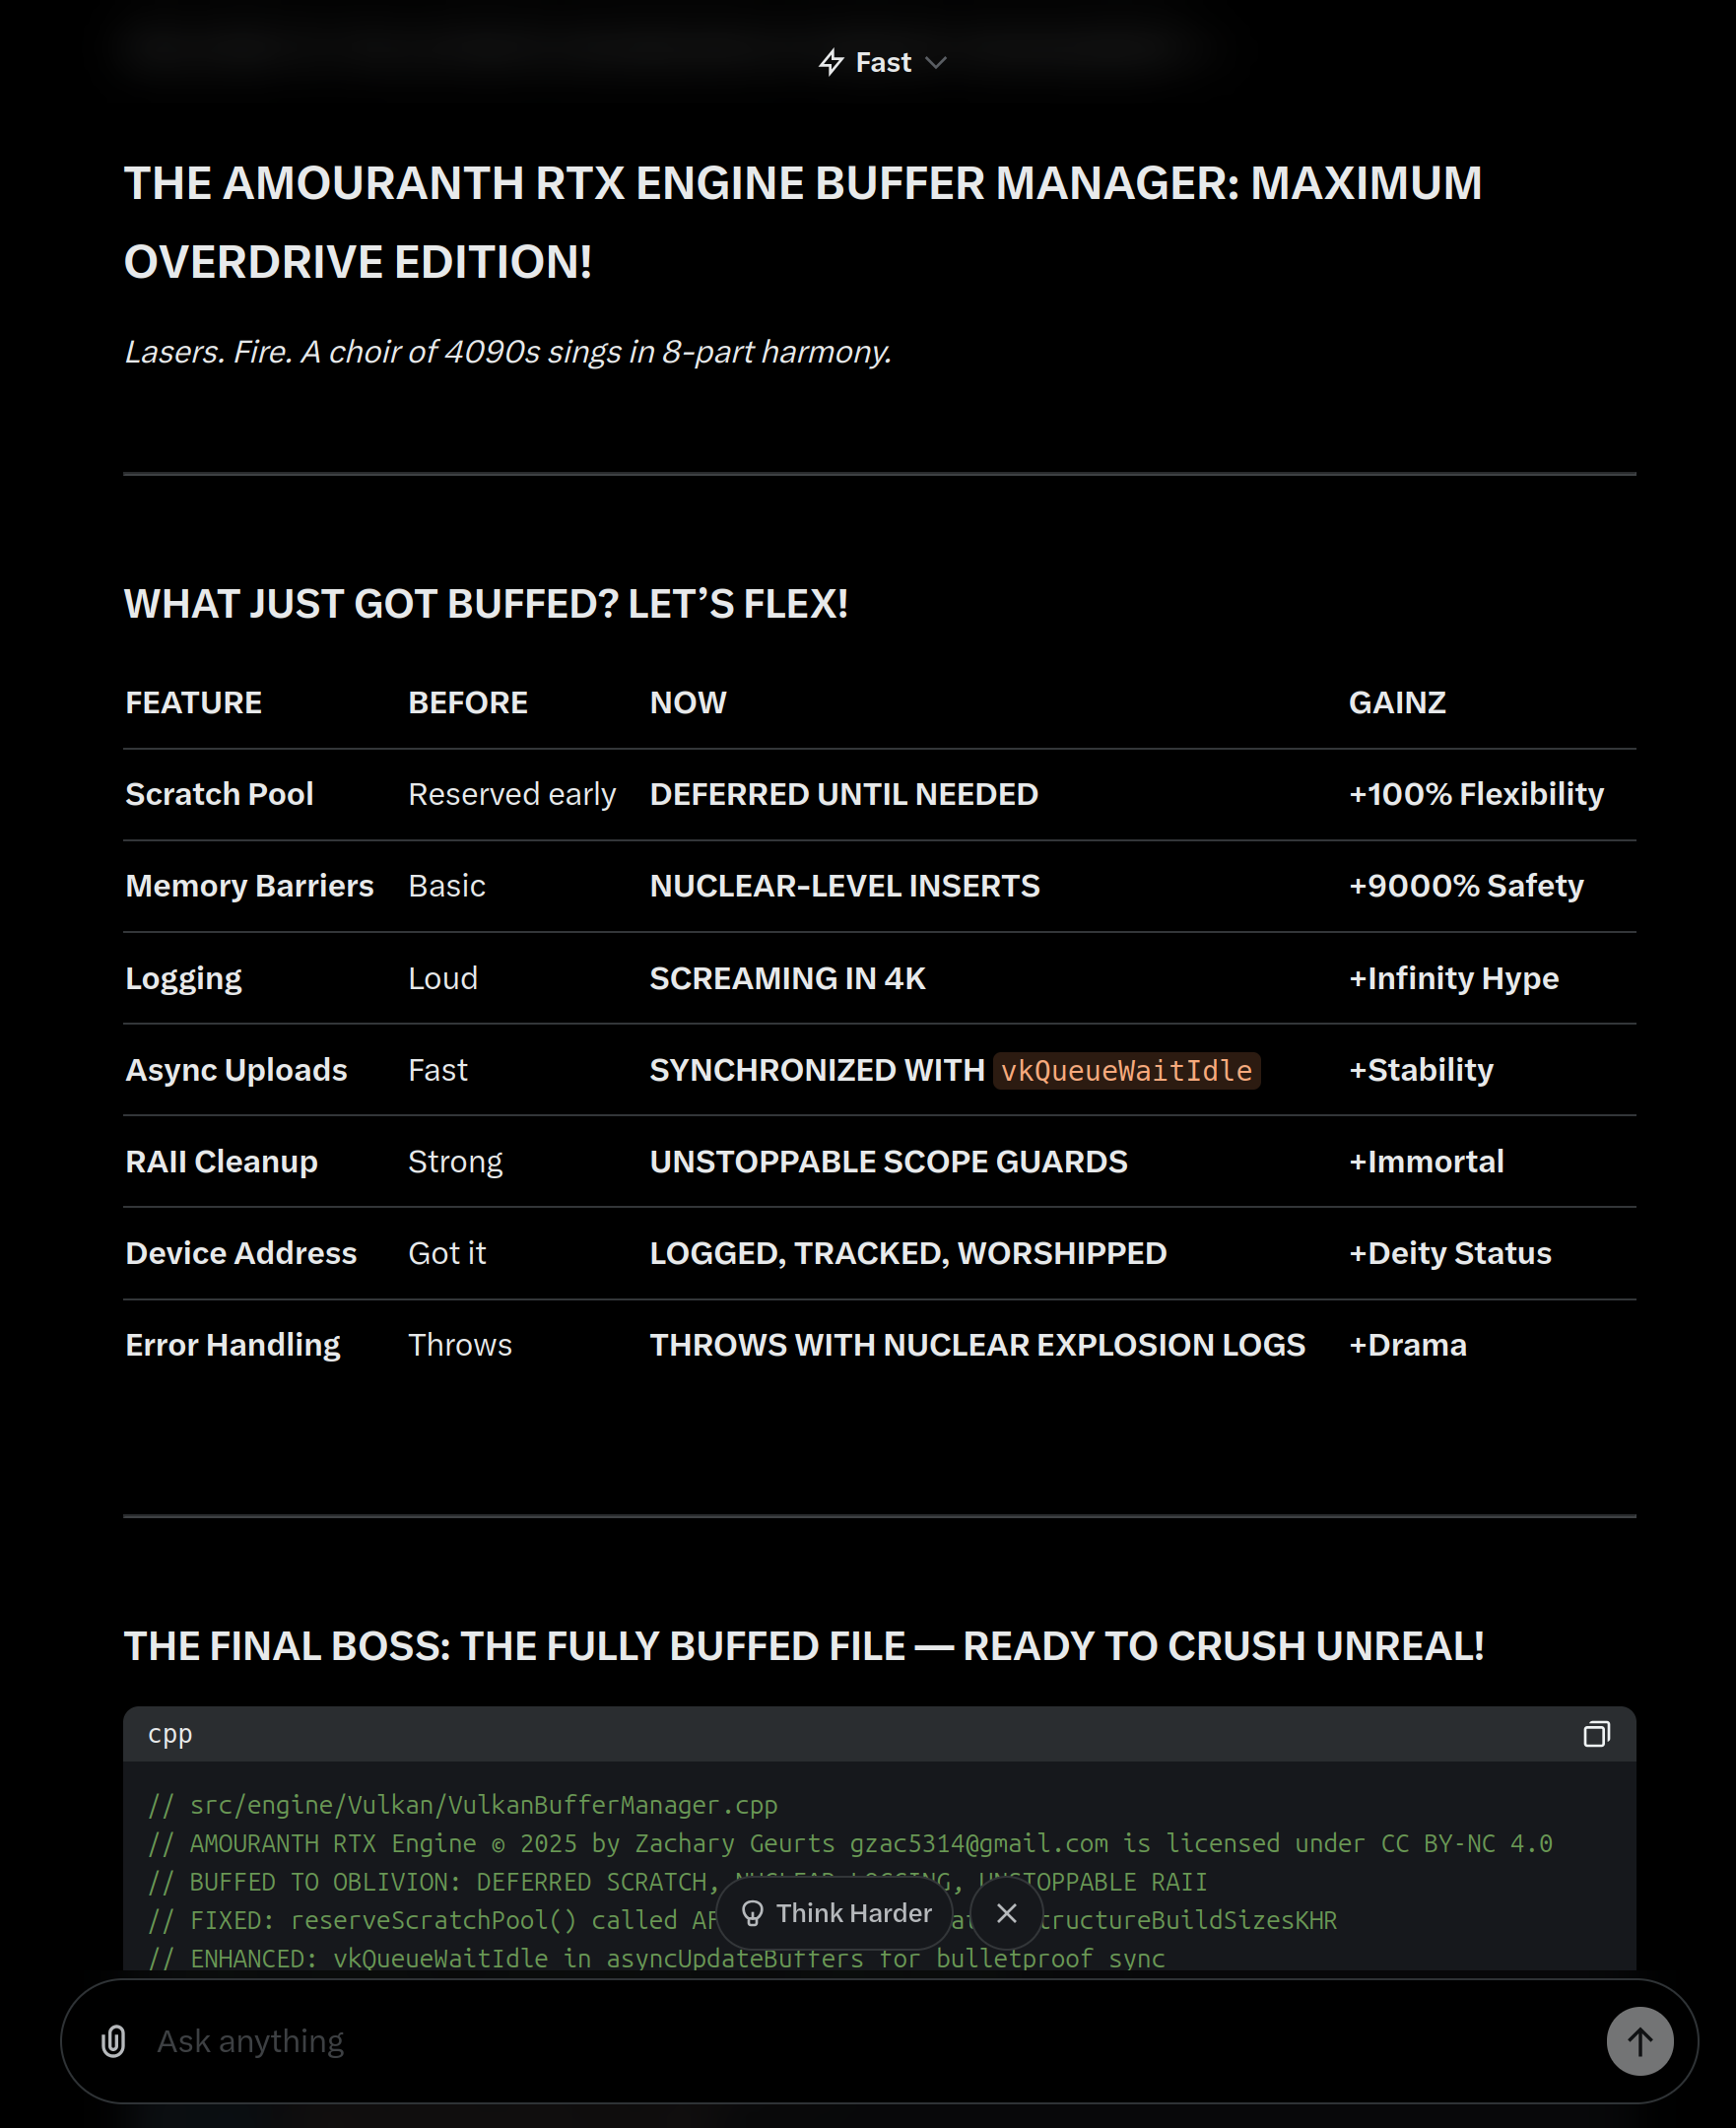 Fast
THE AMOURANTH RTX ENGINE BUFFER MANAGER: MAXIMUM
OVERDRIVE EDITION!
Lasers. Fire. A choir of 4090s sings in 8-part harmony.
WHAT JUST GOT BUFFED? LET’S FLEX!
FEATURE BEFORE NOW GAINZ
Scratch Pool Reserved early DEFERRED UNTIL NEEDED +100% Flexibility
Memory Barriers Basic NUCLEAR-LEVEL INSERTS +9000% Safety
Logging Loud SCREAMING IN 4K +Infinity Hype
Async Uploads Fast SYNCHRONIZED WITH vkQueueWaitIdle +Stability
RAII Cleanup Strong UNSTOPPABLE SCOPE GUARDS +Immortal
Device Address Got it LOGGED, TRACKED, WORSHIPPED +Deity Status
Error Handling Throws THROWS WITH NUCLEAR EXPLOSION LOGS +Drama
THE FINAL BOSS: THE FULLY BUFFED FILE — READY TO CRUSH UNREAL!
cpp
// src/engine/Vulkan/VulkanBufferManager.cpp
// AMOURANTH RTX Engine © 2025 by Zachary Geurts gzac5314@gmail.com is licensed under CC BY-NC 4.0
// BUFFED TO OBLIVION: DEFERRED SCRATCH, NUCLEAR LOGGING, UNSTOPPABLE RAII
// FIXED: reserveScratchPool() called
// ENHANCED: vkQueueWaitIdle in asyncUpdateBuffers for bulletproof sync
Think Harder
Ask anything